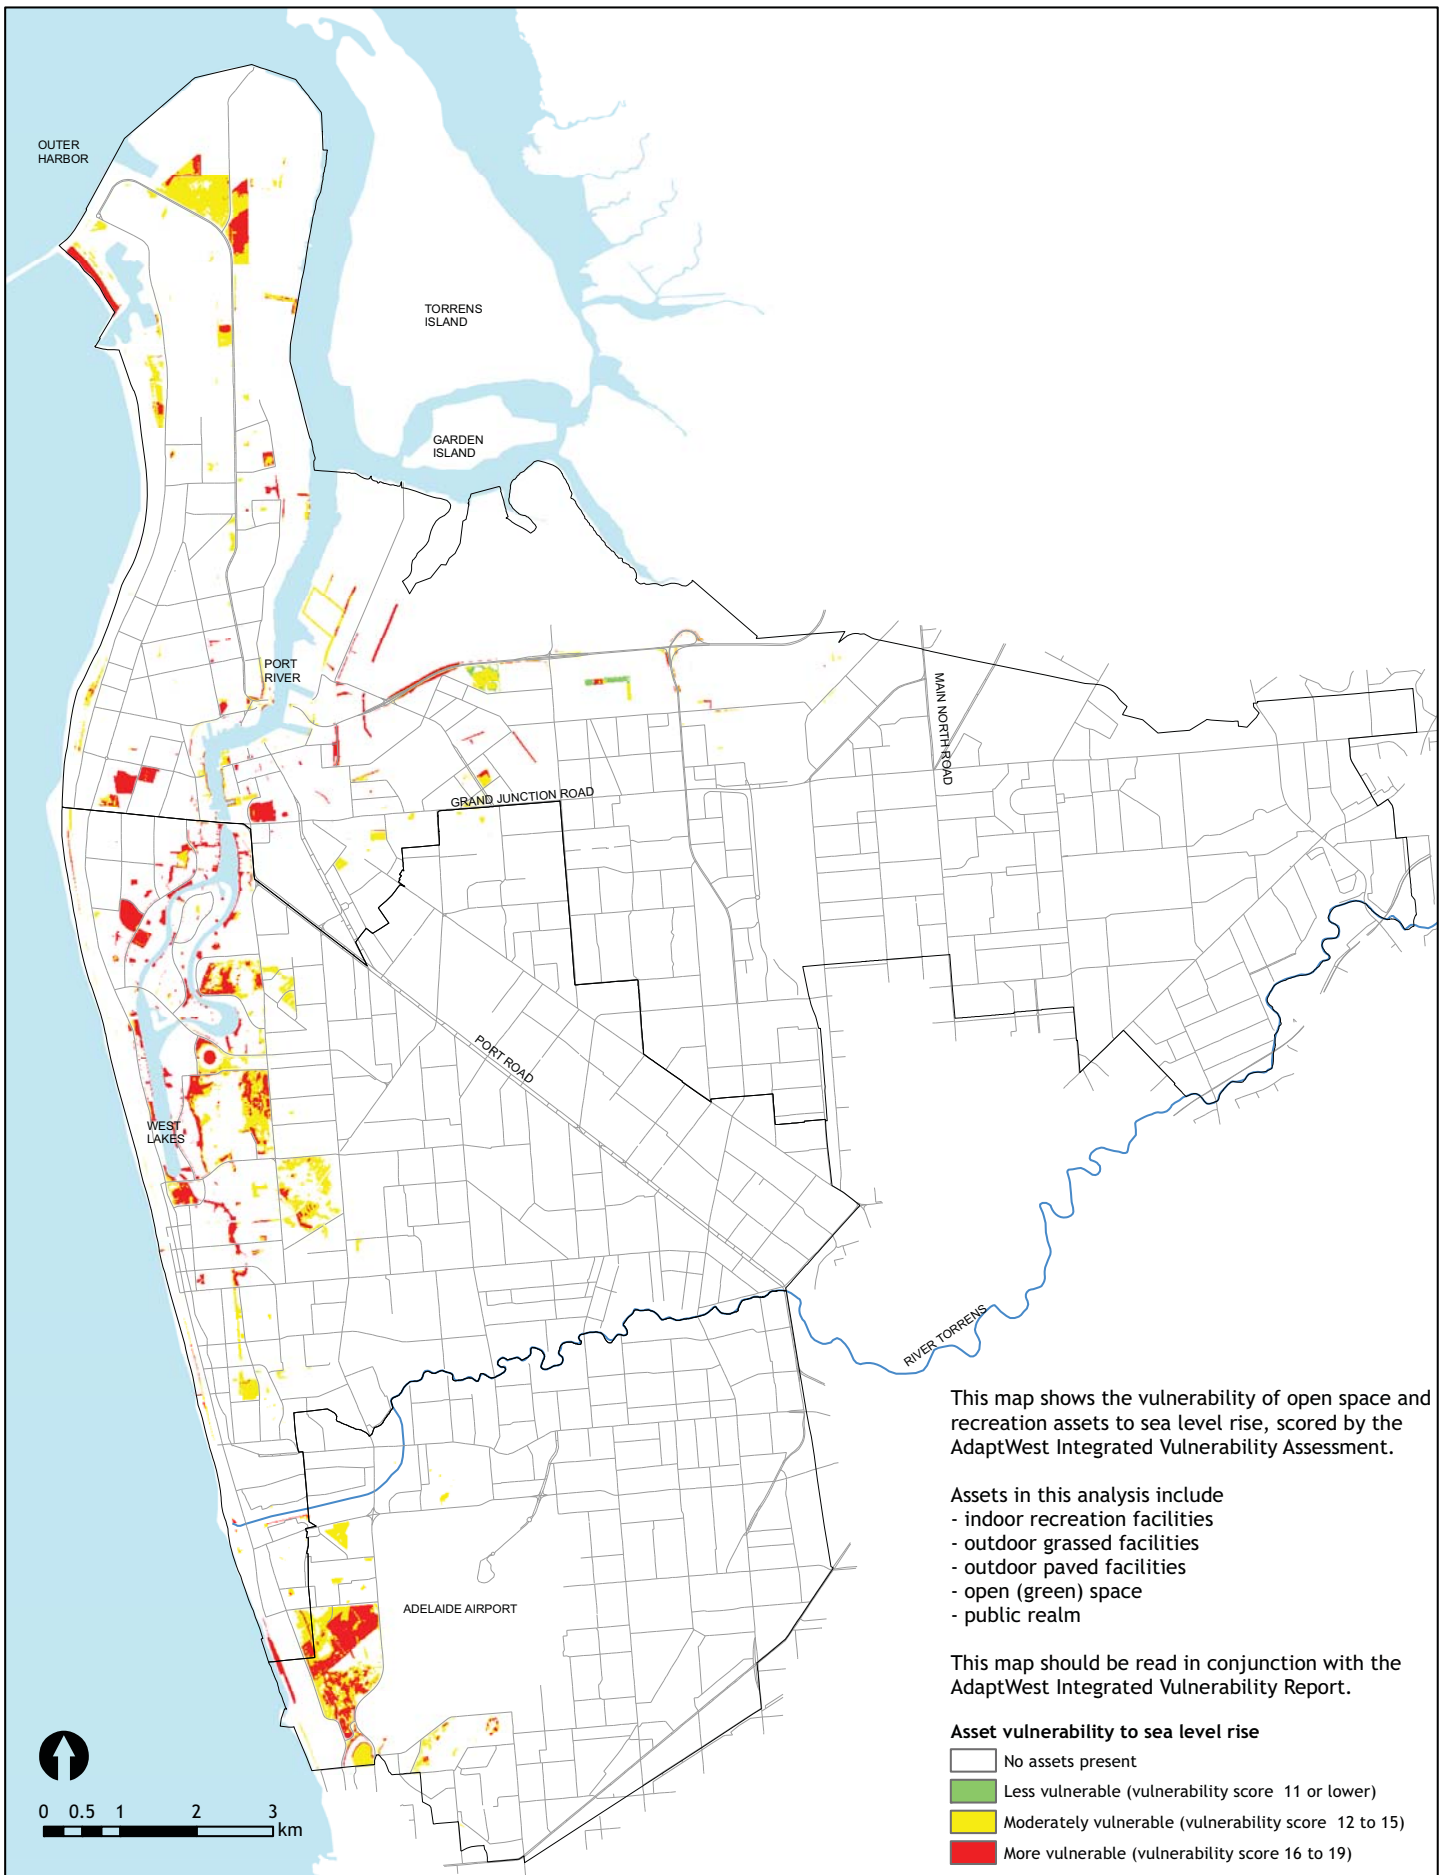 OUTER
HARBOR
TORRENS
ISLAND
GARDEN
ISLAND
PORT
RIVER
MAIN NORTH ROAD
GRAND JUNCTION ROAD
PORT ROAD
WEST
LAKES
RIVER TORRENS
ADELAIDE AIRPORT
This map shows the vulnerability of open space and
recreation assets to sea level rise, scored by the
AdaptWest Integrated Vulnerability Assessment.
Assets in this analysis include
- indoor recreation facilities
- outdoor grassed facilities
- outdoor paved facilities
- open (green) space
- public realm
This map should be read in conjunction with the
AdaptWest Integrated Vulnerability Report.
Asset vulnerability to sea level rise
No assets present
Less vulnerable (vulnerability score 11 or lower)
Moderately vulnerable (vulnerability score 12 to 15)
More vulnerable (vulnerability score 16 to 19)
0 0.5 1 2 3
km